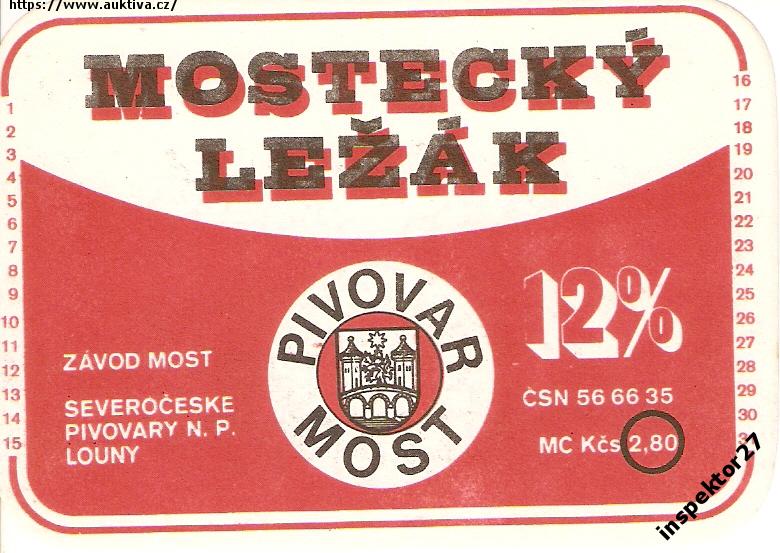 https://www.auktiva.cz/
MOSTECKÝ
LEŽÁK
1
2
3
4
5
6
7
8
9
10
11
12
13
14
15
16
17
18
19
20
21
22
23
24
25
26
27
28
29
30
PIVOVAR
MOST
12%
ZÁVOD MOST
SEVEROČESKE
PIVOVARY N. P.
LOUNY
ČSN 56 66 35
MC Kčs 2,80
inspektor27